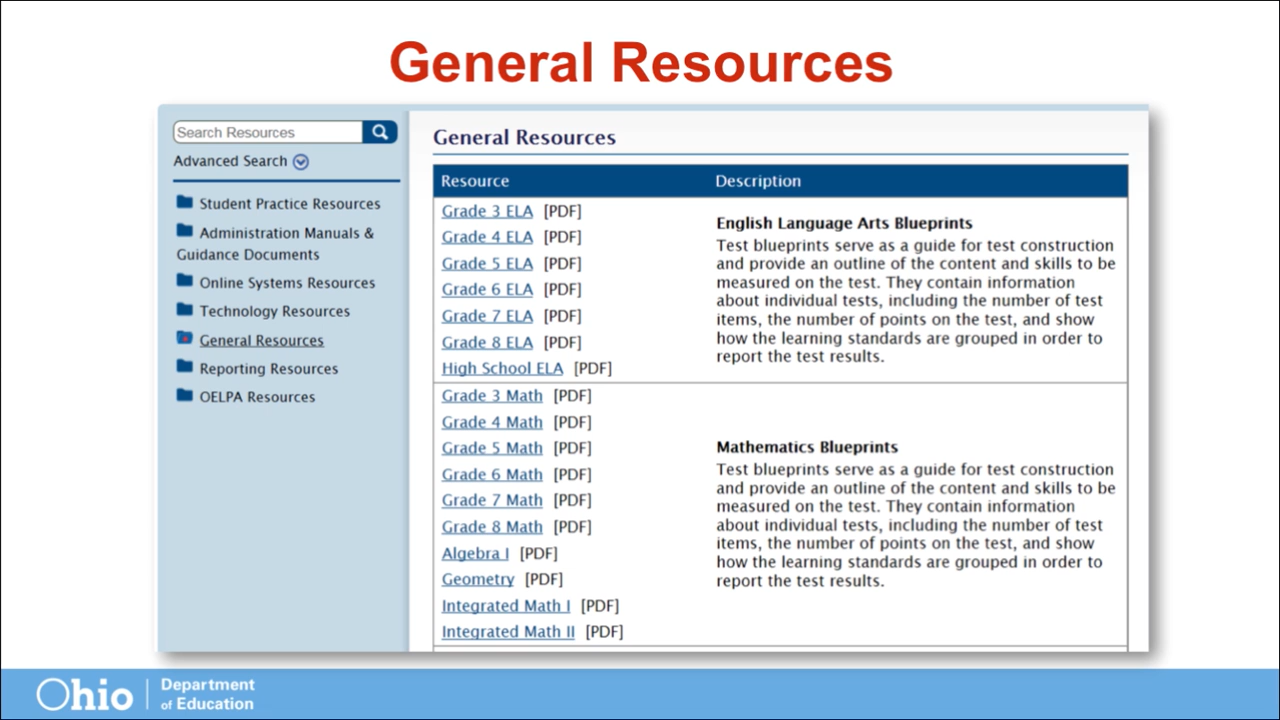 General Resources
Search Resources
Advanced Search
Student Practice Resources
Administration Manuals &
Guidance Documents
Online Systems Resources
Technology Resources
General Resources
Reporting Resources
OELPA Resources
General Resources
Resource Description
Grade 3 ELA [PDF]
Grade 4 ELA [PDF]
Grade 5 ELA [PDF]
Grade 6 ELA [PDF]
Grade 7 ELA [PDF]
Grade 8 ELA [PDF]
High School ELA [PDF]
English Language Arts Blueprints
Test blueprints serve as a guide for test construction
and provide an outline of the content and skills to be
measured on the test. They contain information
about individual tests, including the number of test
items, the number of points on the test, and show
how the learning standards are grouped in order to
report the test results.
Grade 3 Math [PDF]
Grade 4 Math [PDF]
Grade 5 Math [PDF]
Grade 6 Math [PDF]
Grade 7 Math [PDF]
Grade 8 Math [PDF]
Algebra I [PDF]
Geometry [PDF]
Integrated Math I [PDF]
Integrated Math II [PDF]
Mathematics Blueprints
Test blueprints serve as a guide for test construction
and provide an outline of the content and skills to be
measured on the test. They contain information
about individual tests, including the number of test
items, the number of points on the test, and show
how the learning standards are grouped in order to
report the test results.
Ohio
Department
of Education